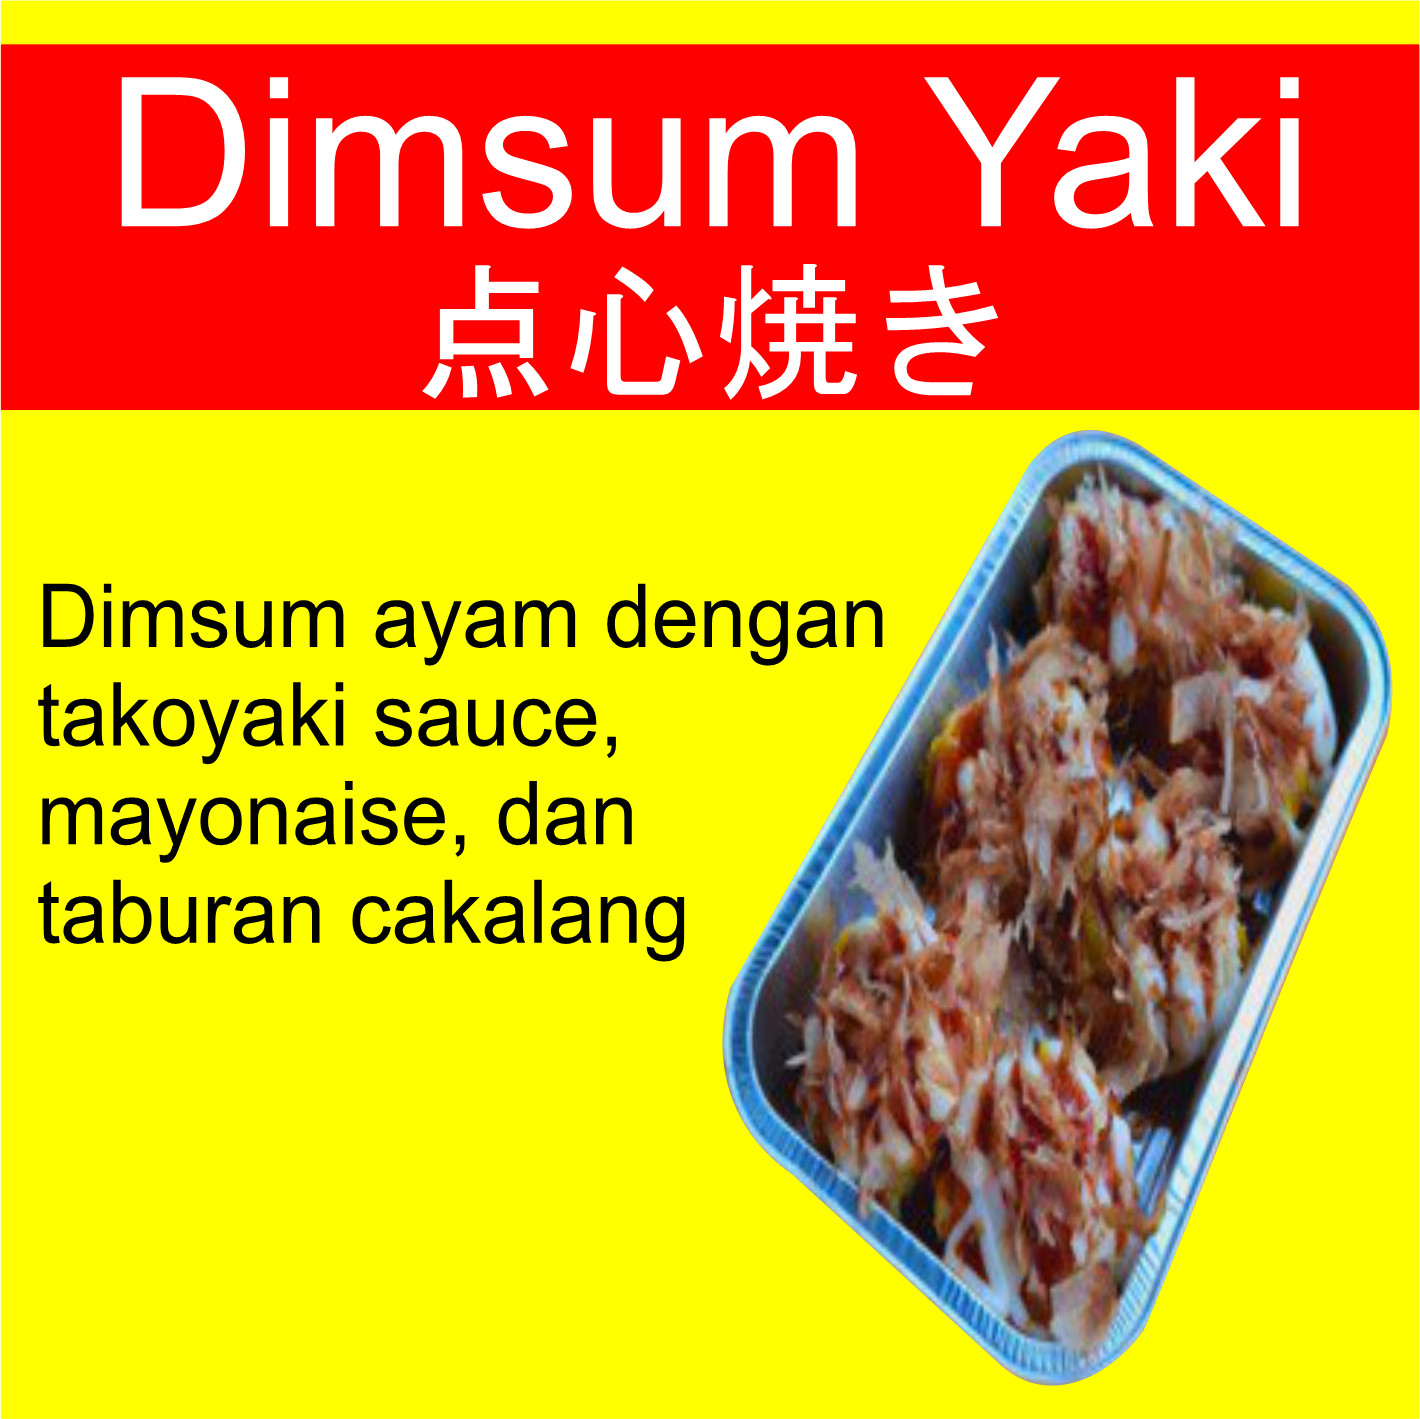 Dimsum Yaki
点心焼き
Dimsum ayam dengan
takoyaki sauce,
mayonaise, dan
taburan cakalang